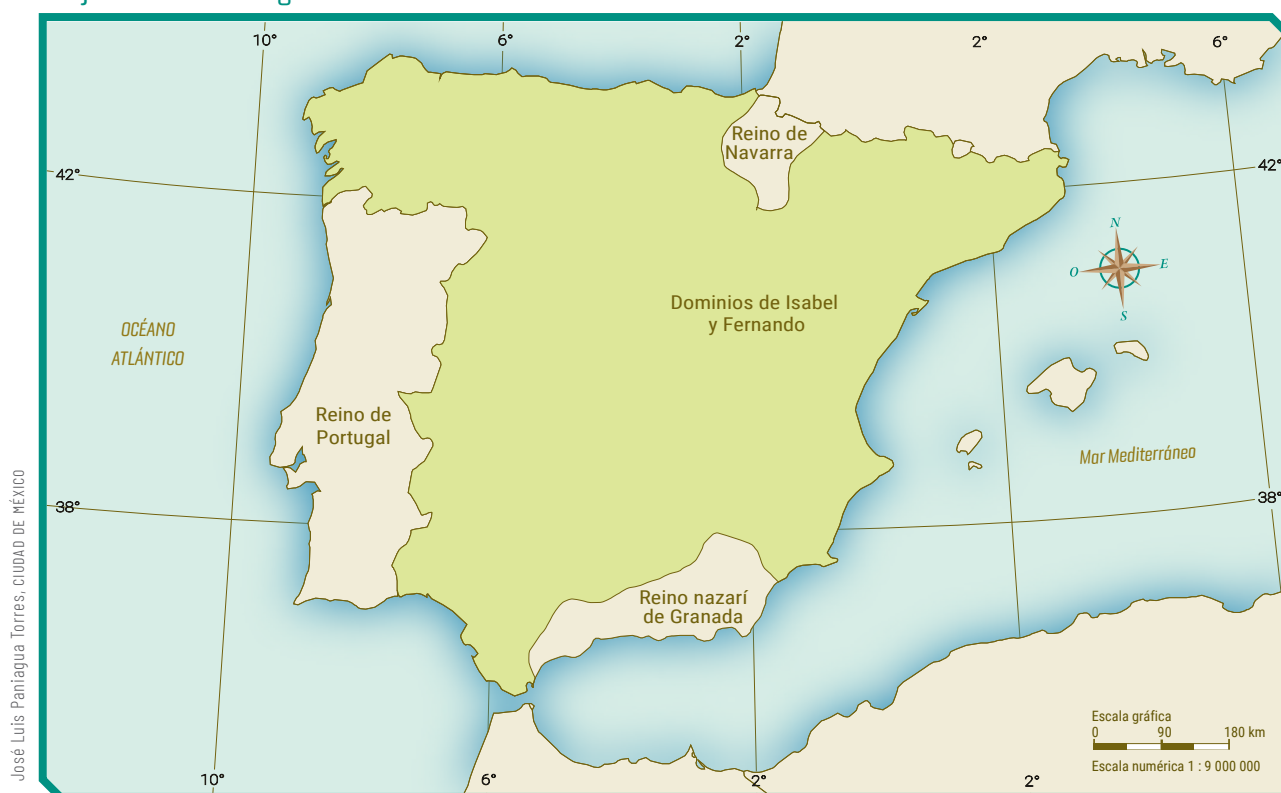 10°
6°
2°
2°
6°
42°
42°
Reino de
Navarra
N
O
E
S
Dominios de Isabel
y Fernando
OCÉANO
ATLÁNTICO
Reino de
Portugal
Mar Mediterráneo
38°
38°
Reino nazarí
de Granada
Escala gráfica
0 90 180 km
Escala numérica 1 : 9 000 000
10°
6°
2°
2°
José Luis Paniagua Torres, CIUDAD DE MÉXICO